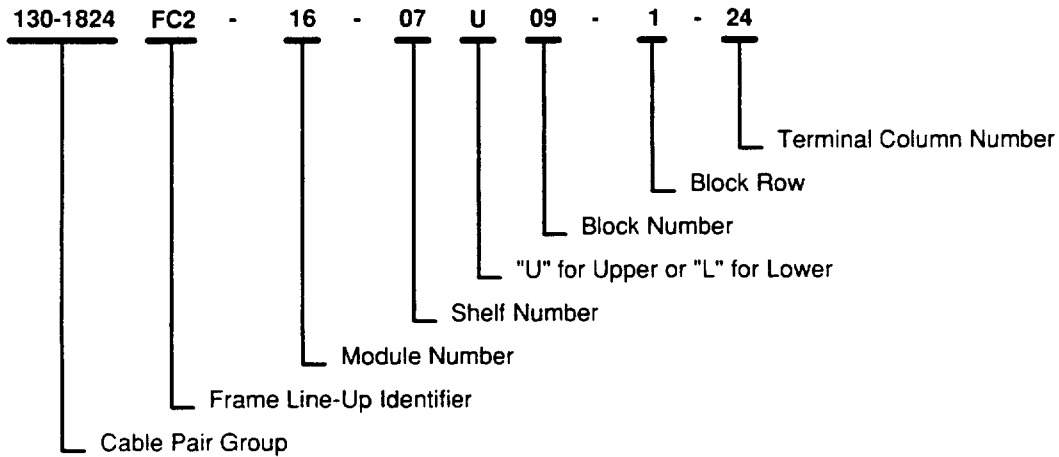 130-1824 FC2 - 16 - 07 U 09 - 1 - 24
Terminal Column Number
Block Row
Block Number
"U" for Upper or "L" for Lower
Shelf Number
Module Number
Frame Line-Up Identifier
Cable Pair Group